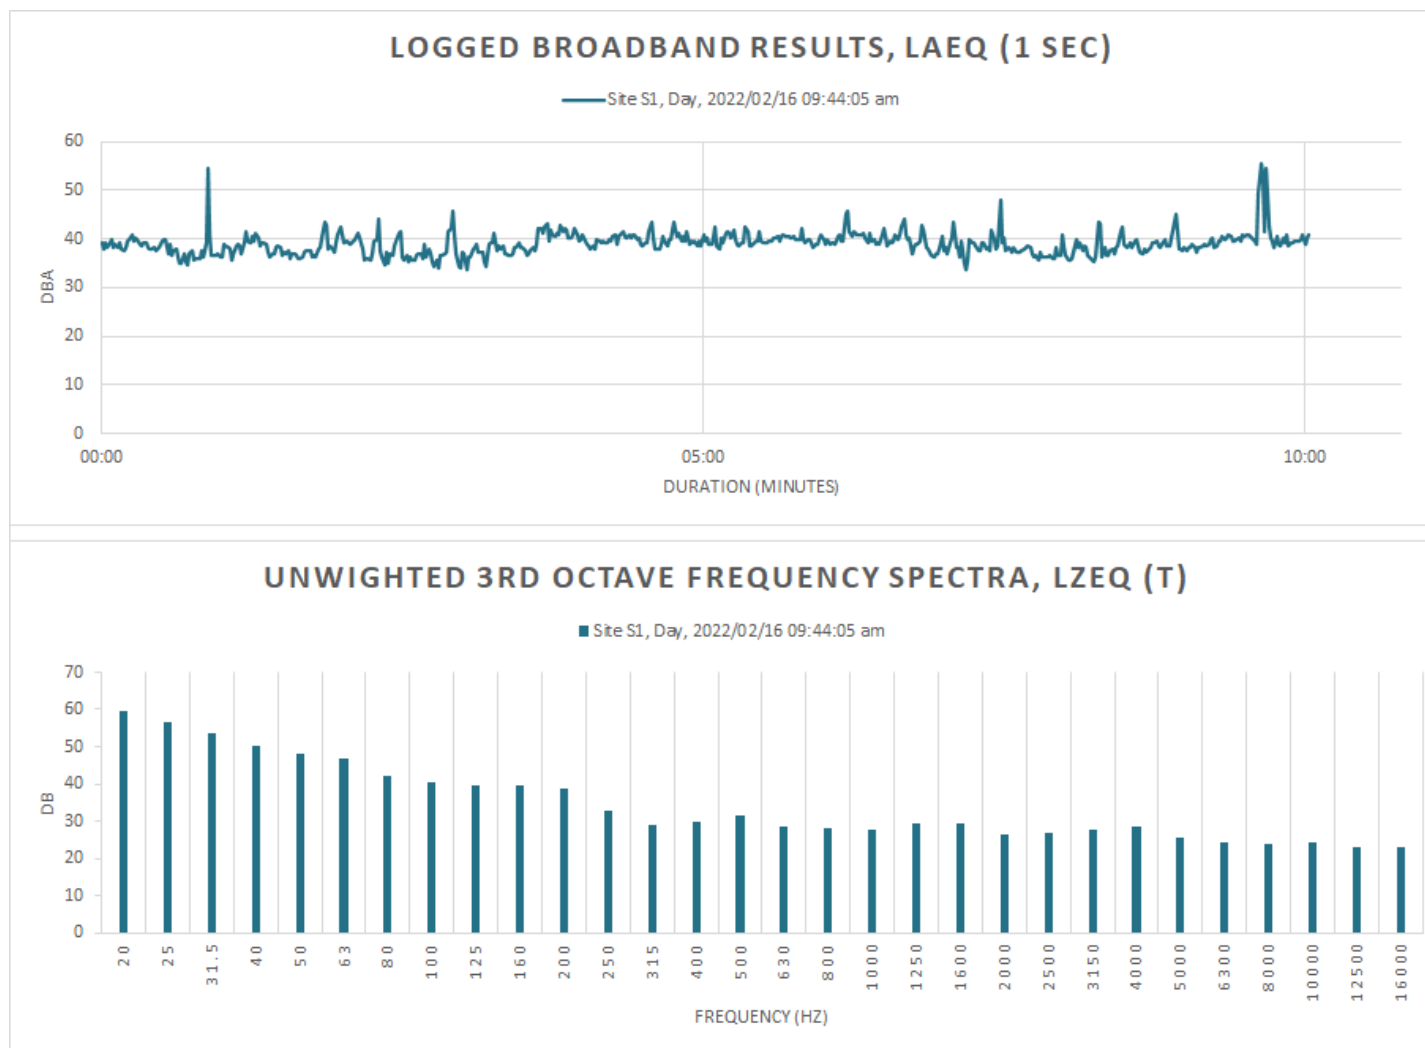 LOGGED BROADBAND RESULTS, LAEQ (1 SEC)
Site S1, Day, 2022/02/16 09:44:05 am
60
50
40
30
20
10
0
DBA
00:00 05:00 10:00
DURATION (MINUTES)
UNWIGHTED 3RD OCTAVE FREQUENCY SPECTRA, LZEQ (T)
Site S1, Day, 2022/02/16 09:44:05 am
70
60
50
40
30
20
10
0
DB
20 25 31.5 40 50 63 80 100 125 160 200 250 315 400 500 630 800 1000 1250 1600 2000 2500 3150 4000 5000 6300 8000 10000 12500 16000
FREQUENCY (HZ)